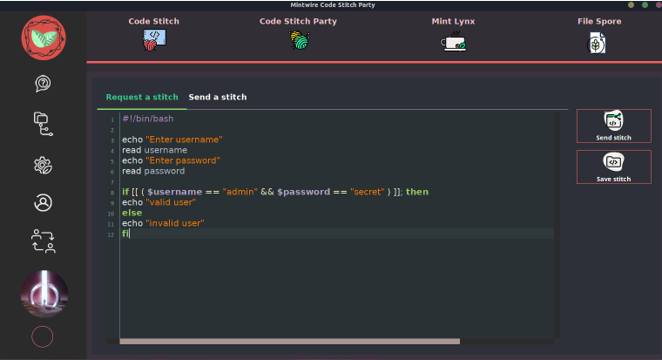 Mintwire Code Stitch Party
Code Stitch
Code Stitch Party
Mint Lynx
File Spore
Request a stitch Send a stitch
1 #!/bin/bash
2
3 echo "Enter username"
4 read username
5 echo "Enter password"
6 read password
7
8 if [[ ( $username == "admin" && $password == "secret" ) ]]; then
9 echo "valid user"
10 else
11 echo "invalid user"
12 fi
Send stitch
Save stitch